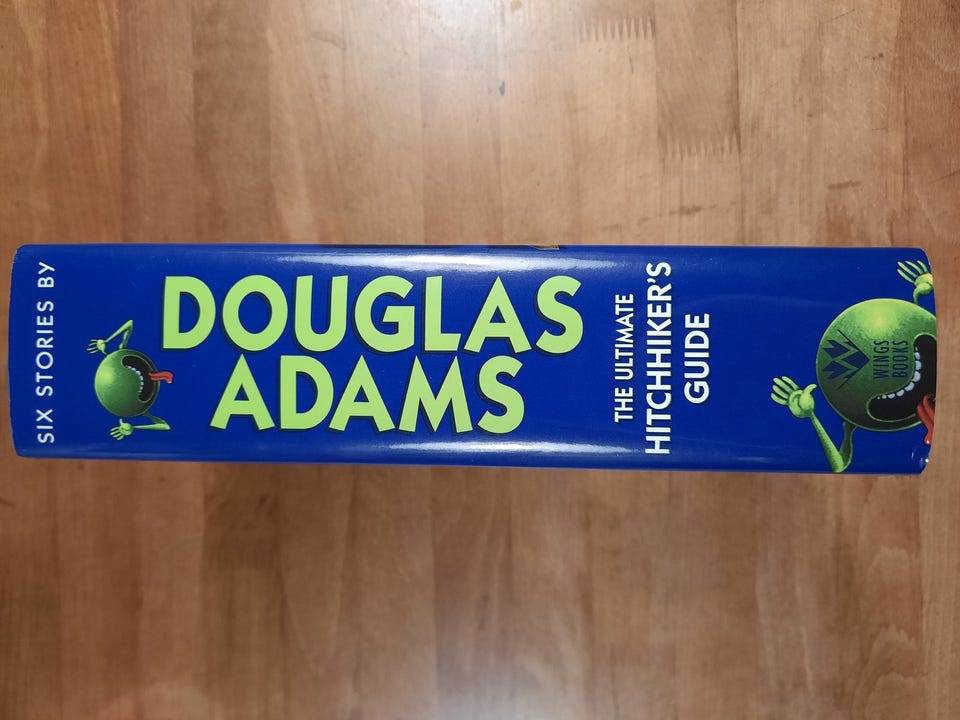 SIX STORIES BY
DOUGLAS
ADAMS
THE ULTIMATE
HITCHHIKER'S
GUIDE
WINGS
BOOKS